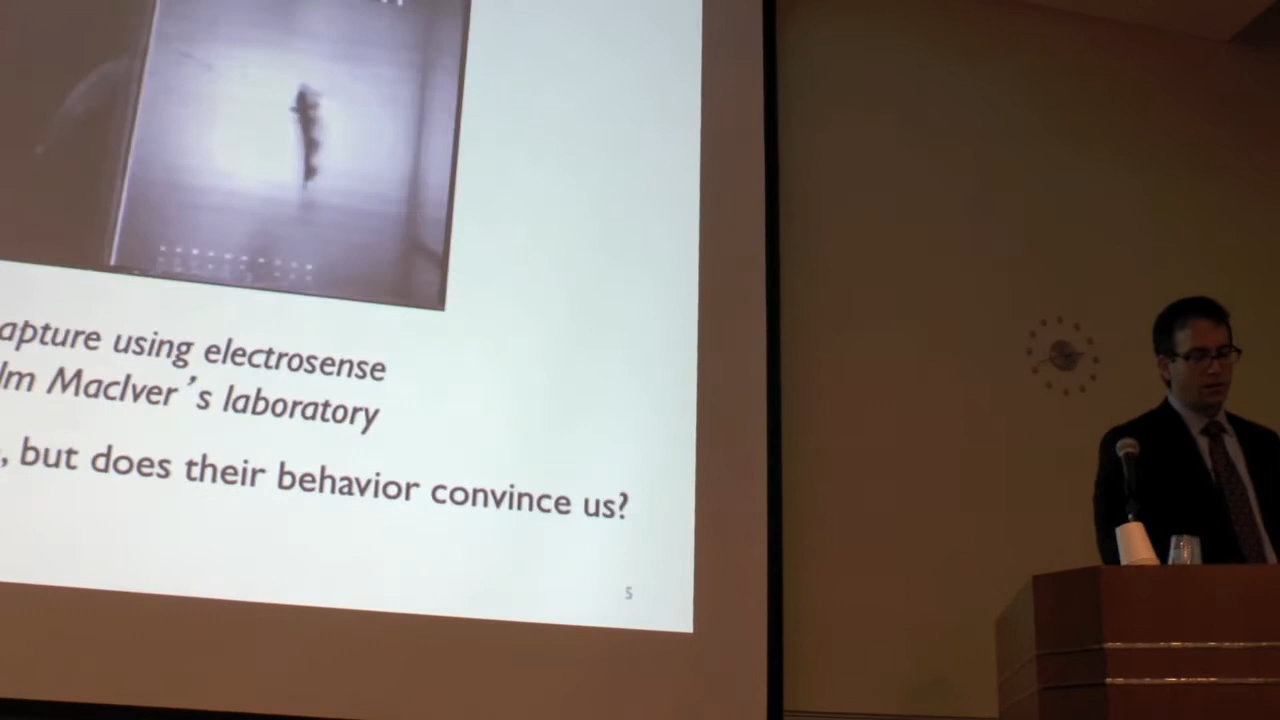 apture using electrosense
lm MacIver's laboratory
, but does their behavior convince us?
5